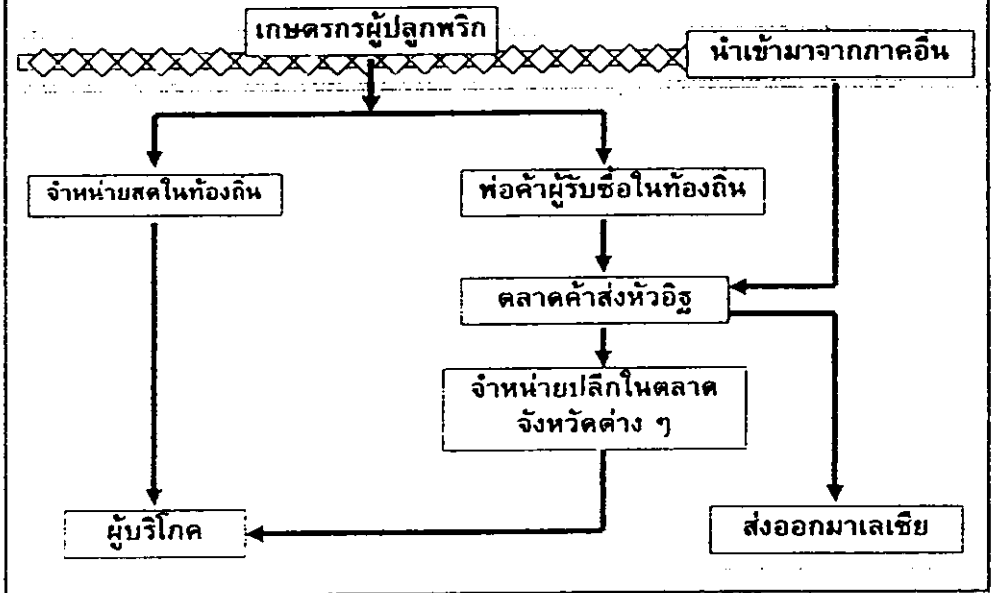 เกษตรกรผู้ปลูกพริก
นำเข้ามาจากภาคอื่น
จำหน่ายสดในท้องถิ่น
พ่อค้าผู้รับซื้อในท้องถิ่น
ตลาดค้าส่งหัวอิฐ
จำหน่ายปลีกในตลาด
จังหวัดต่าง ๆ
ผู้บริโภค
ส่งออกมาเลเซีย